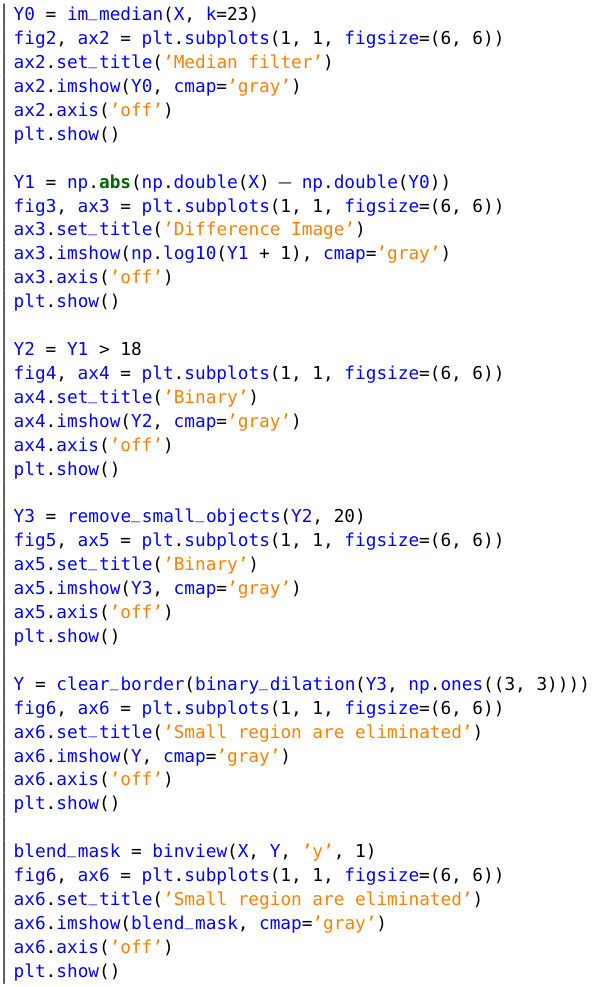 Y0 = im_median(X, k=23)
fig2, ax2 = plt.subplots(1, 1, figsize=(6, 6))
ax2.set_title('Median filter')
ax2.imshow(Y0, cmap='gray')
ax2.axis('off')
plt.show()

Y1 = np.abs(np.double(X) − np.double(Y0))
fig3, ax3 = plt.subplots(1, 1, figsize=(6, 6))
ax3.set_title('Difference Image')
ax3.imshow(np.log10(Y1 + 1), cmap='gray')
ax3.axis('off')
plt.show()

Y2 = Y1 > 18
fig4, ax4 = plt.subplots(1, 1, figsize=(6, 6))
ax4.set_title('Binary')
ax4.imshow(Y2, cmap='gray')
ax4.axis('off')
plt.show()

Y3 = remove_small_objects(Y2, 20)
fig5, ax5 = plt.subplots(1, 1, figsize=(6, 6))
ax5.set_title('Binary')
ax5.imshow(Y3, cmap='gray')
ax5.axis('off')
plt.show()

Y = clear_border(binary_dilation(Y3, np.ones((3, 3))))
fig6, ax6 = plt.subplots(1, 1, figsize=(6, 6))
ax6.set_title('Small region are eliminated')
ax6.imshow(Y, cmap='gray')
ax6.axis('off')
plt.show()

blend_mask = binview(X, Y, 'y', 1)
fig6, ax6 = plt.subplots(1, 1, figsize=(6, 6))
ax6.set_title('Small region are eliminated')
ax6.imshow(blend_mask, cmap='gray')
ax6.axis('off')
plt.show()